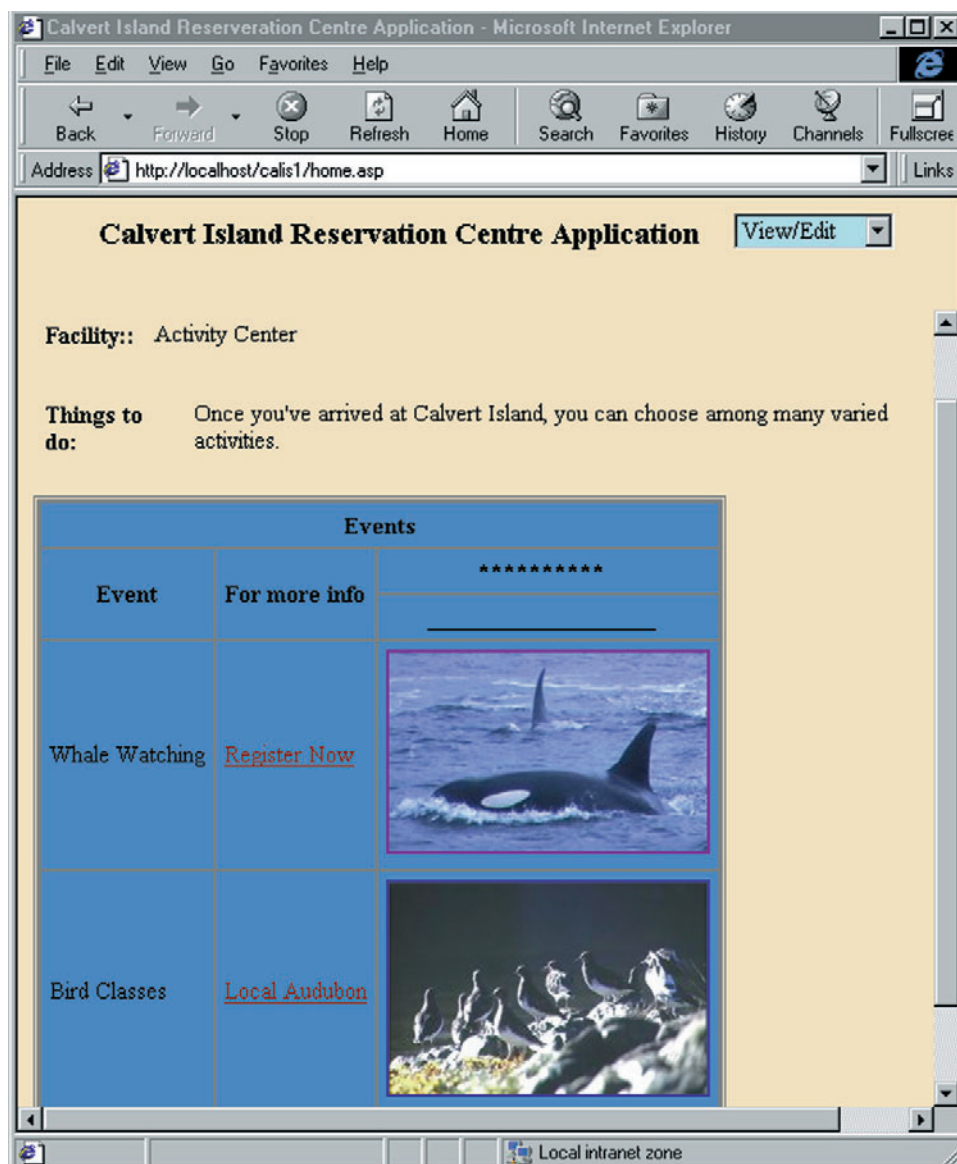 Calvert Island Reserveration Centre Application - Microsoft Internet Explorer
File Edit View Go Favorites Help
Back Forward Stop Refresh Home Search Favorites History Channels Fullscree
Address http://localhost/calis1/home.asp Links
Calvert Island Reservation Centre Application View/Edit
Facility:: Activity Center
Things to do: Once you've arrived at Calvert Island, you can choose among many varied
activities.
Events
Event For more info **********
____________________
Whale Watching Register Now
Bird Classes Local Audubon
Local intranet zone